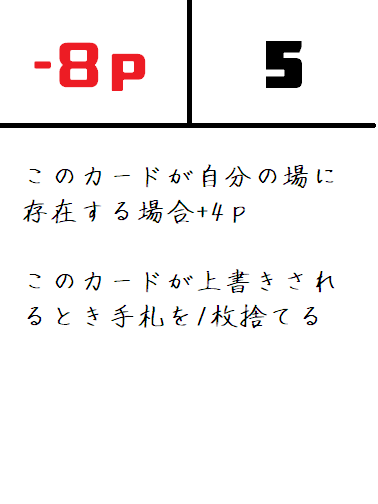 -8p
5
このカードが自分の場に
存在する場合+4p
このカードが上書きされ
るとき手札を1枚捨てる